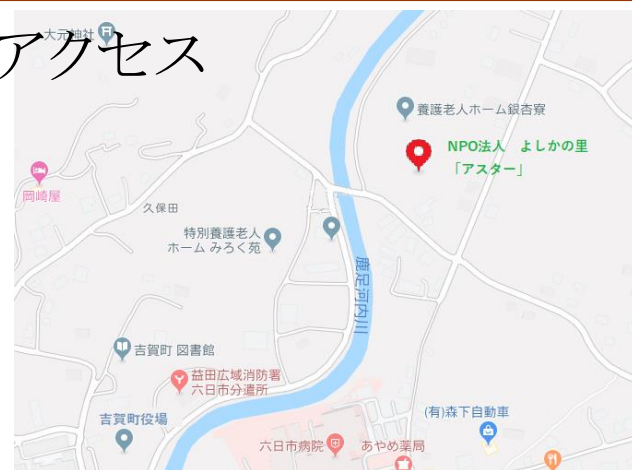 大元神社
アクセス
養護老人ホーム銀杏寮
NPO法人 よしかの里
「アスター」
岡崎屋
久保田
特別養護老人
ホーム みろく苑
鹿足河内川
吉賀町 図書館
益田広域消防署
六日市分遣所
吉賀町役場
(有)森下自動車
六日市病院
あやめ薬局